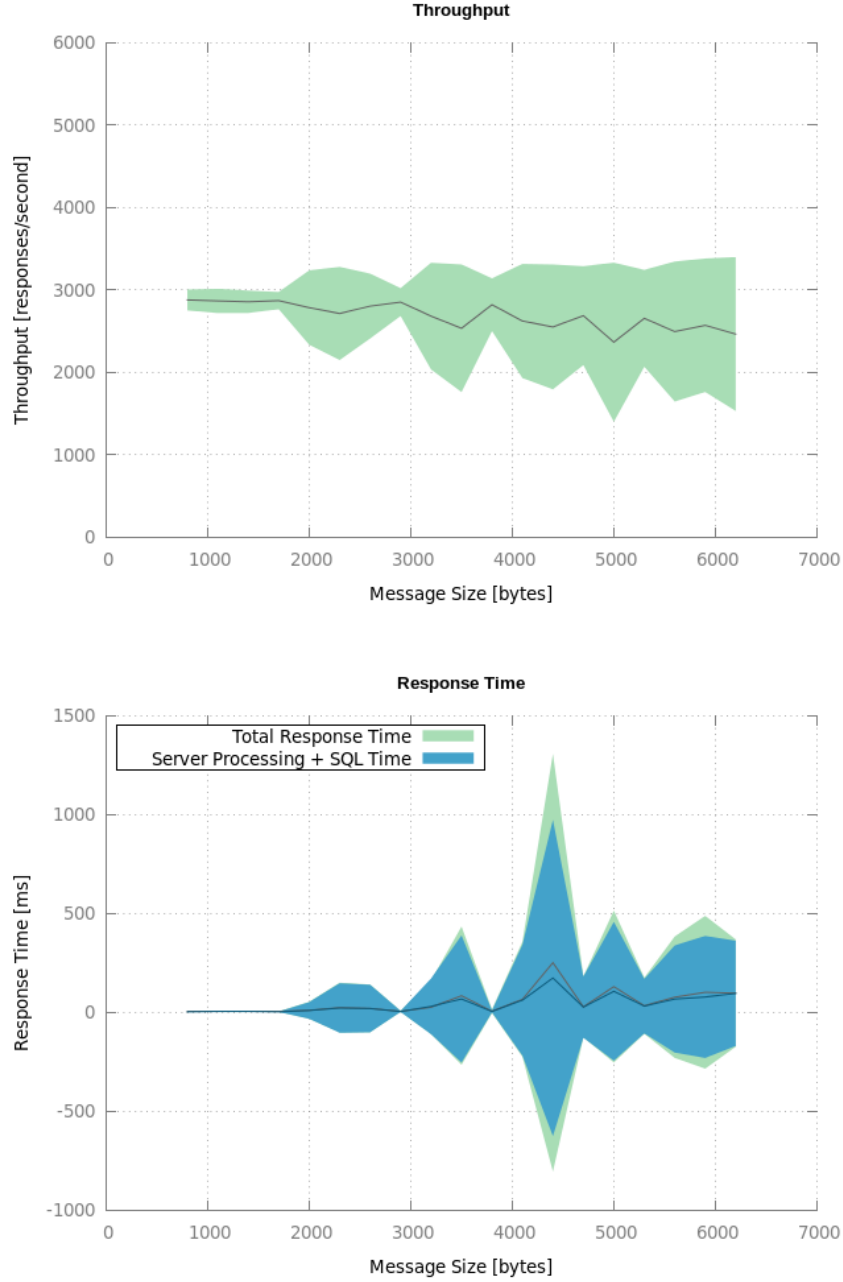 Throughput
6000
5000
4000
3000
2000
1000
0
Throughput [responses/second]
0 1000 2000 3000 4000 5000 6000 7000
Message Size [bytes]
Response Time
1500
1000
500
0
-500
-1000
Response Time [ms]
Total Response Time
Server Processing + SQL Time
0 1000 2000 3000 4000 5000 6000 7000
Message Size [bytes]